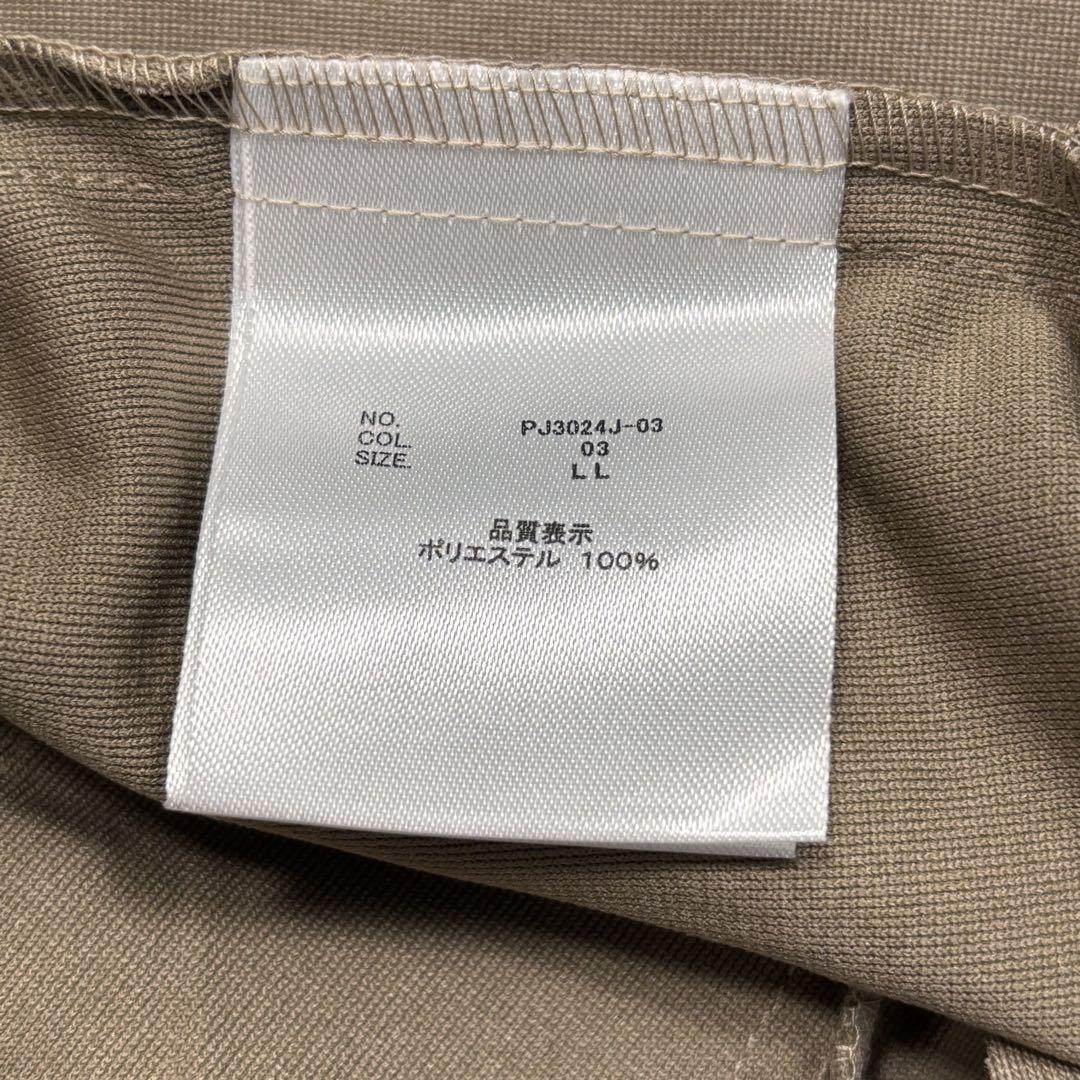 NO. PJ3024J-03
COL. 03
SIZE. LL
品質表示
ポリエステル 100%